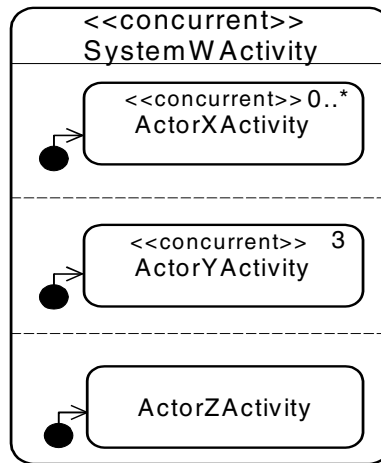 <<concurrent>>
SystemWActivity
<<concurrent>> 0..*
ActorXActivity
<<concurrent>> 3
ActorYActivity
ActorZActivity